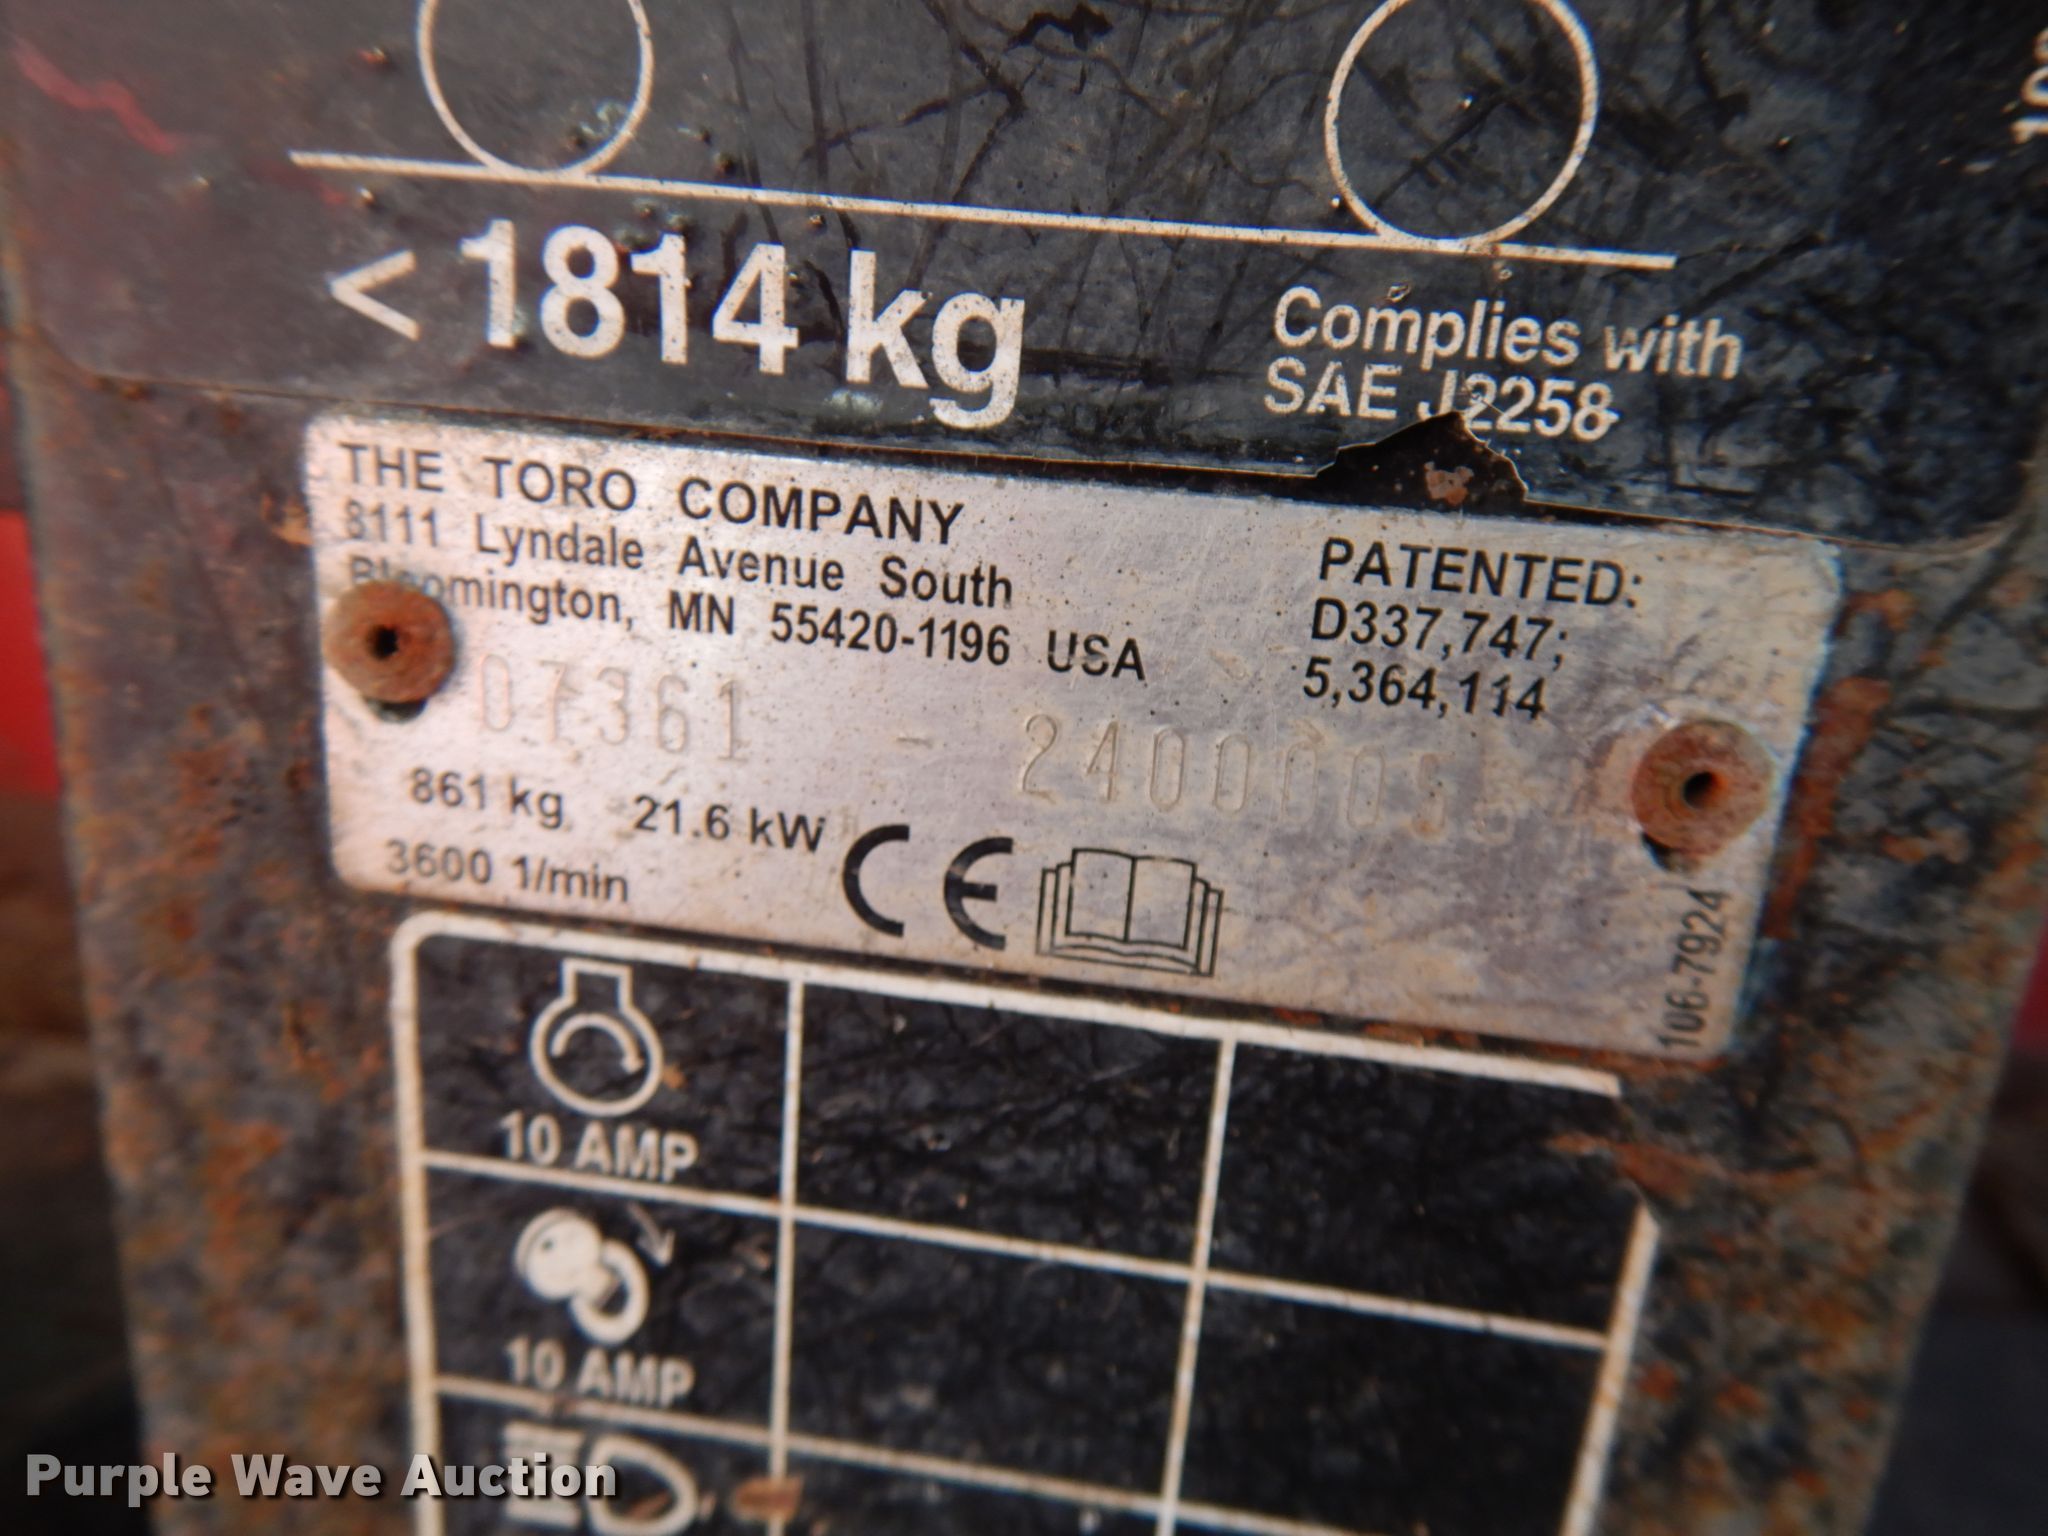 < 1814 kg
Complies with
SAE J2258
THE TORO COMPANY
8111 Lyndale Avenue South
Bloomington, MN 55420-1196 USA
PATENTED:
D337,747;
5,364,114
07361 -
861 kg 21.6 kW
3600 1/min
CE
106-7924
10 AMP
10 AMP
Purple Wave Auction